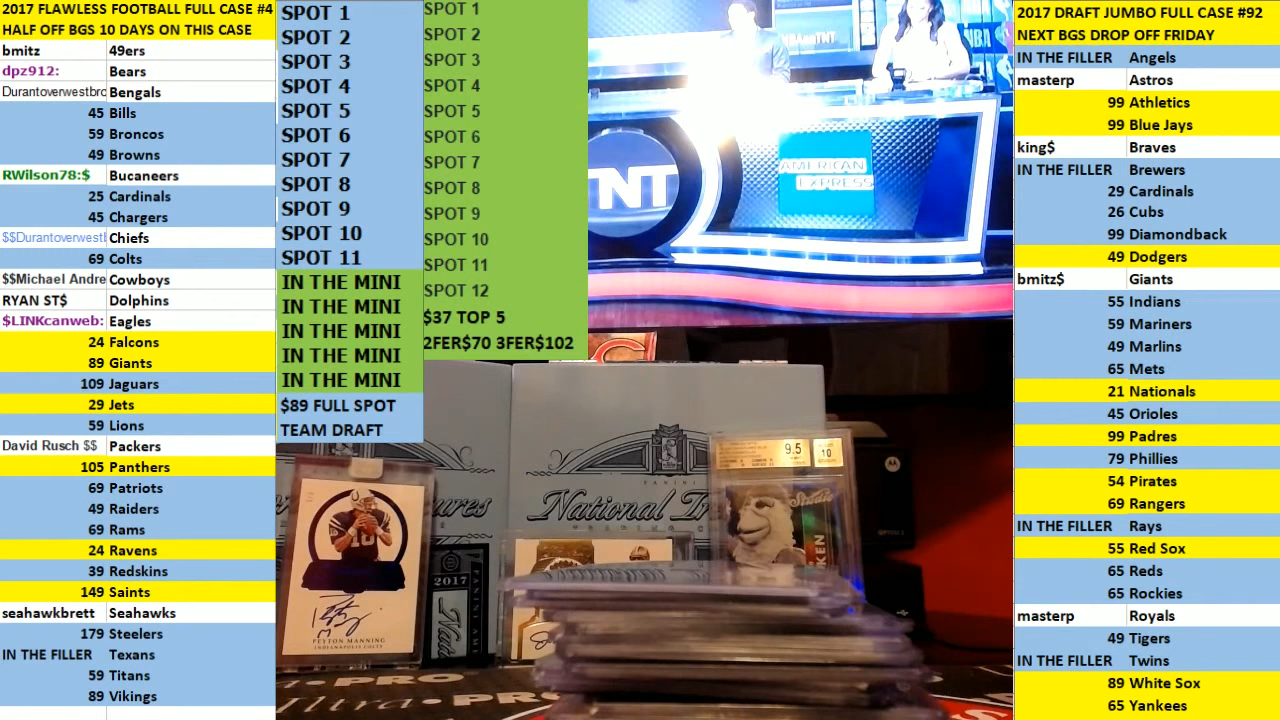 2017 FLAWLESS FOOTBALL FULL CASE #4
HALF OFF BGS 10 DAYS ON THIS CASE
bmitz 49ers
dpz912: Bears
Durantoverwestbro Bengals
45 Bills
59 Broncos
49 Browns
RWilson78:$ Bucaneers
25 Cardinals
45 Chargers
$$Durantoverwestl Chiefs
69 Colts
$$Michael Andre Cowboys
RYAN ST$ Dolphins
$LINKcanweb: Eagles
24 Falcons
89 Giants
109 Jaguars
29 Jets
59 Lions
David Rusch $$ Packers
105 Panthers
69 Patriots
49 Raiders
69 Rams
24 Ravens
39 Redskins
149 Saints
seahawkbrett Seahawks
179 Steelers
IN THE FILLER Texans
59 Titans
89 Vikings
SPOT 1
SPOT 2
SPOT 3
SPOT 4
SPOT 5
SPOT 6
SPOT 7
SPOT 8
SPOT 9
SPOT 10
SPOT 11
IN THE MINI
IN THE MINI
IN THE MINI
IN THE MINI
IN THE MINI
$89 FULL SPOT
TEAM DRAFT
SPOT 1
SPOT 2
SPOT 3
SPOT 4
SPOT 5
SPOT 6
SPOT 7
SPOT 8
SPOT 9
SPOT 10
SPOT 11
SPOT 12
$37 TOP 5
2FER$70 3FER$102
TNT
AMERICAN
EXPRESS
NBA
PANINI
National Tr
ures
9.5
10
Studio
KEN
2017
PEYTON MANNING
INDIANAPOLIS COLTS
PRO
Ultra PRO
2017 DRAFT JUMBO FULL CASE #92
NEXT BGS DROP OFF FRIDAY
IN THE FILLER Angels
masterp Astros
99 Athletics
99 Blue Jays
king$ Braves
IN THE FILLER Brewers
29 Cardinals
26 Cubs
99 Diamondback
49 Dodgers
bmitz$ Giants
55 Indians
59 Mariners
49 Marlins
65 Mets
21 Nationals
45 Orioles
99 Padres
79 Phillies
54 Pirates
69 Rangers
IN THE FILLER Rays
55 Red Sox
65 Reds
65 Rockies
masterp Royals
49 Tigers
IN THE FILLER Twins
89 White Sox
65 Yankees